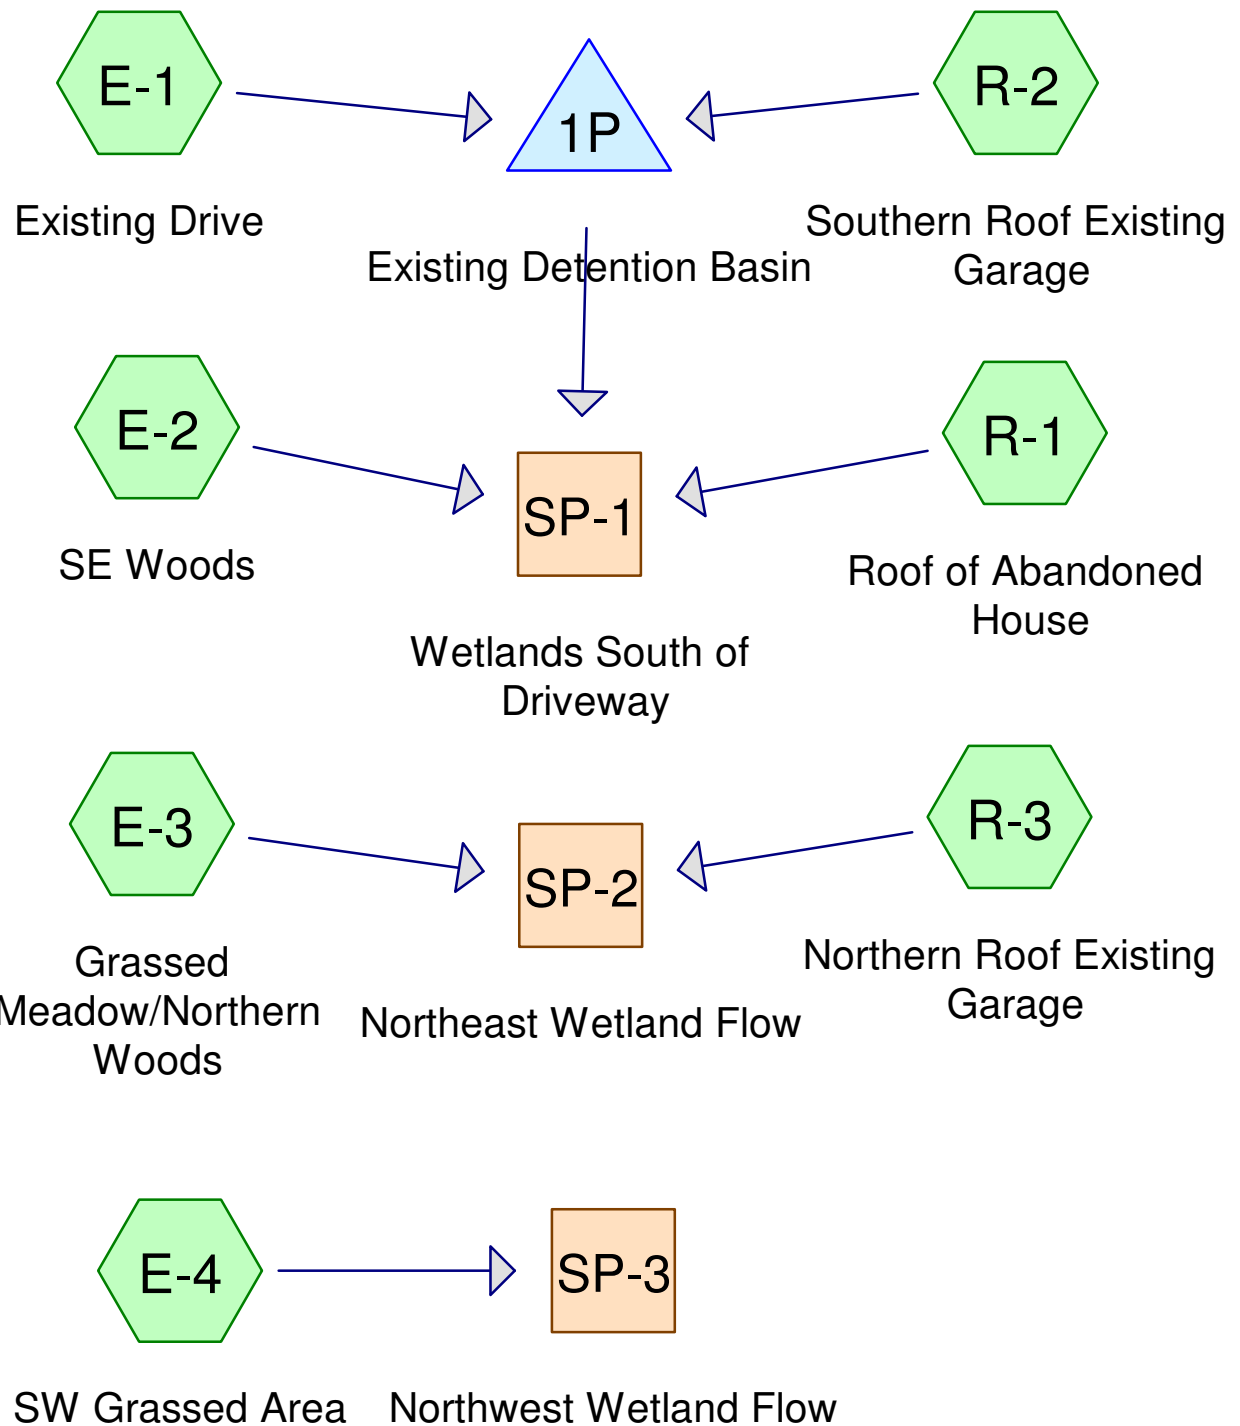 E-1
1P
R-2
Existing Drive
Existing Detention Basin
Southern Roof Existing
Garage
E-2
SP-1
R-1
SE Woods
Wetlands South of
Driveway
Roof of Abandoned
House
E-3
SP-2
R-3
Grassed
Meadow/Northern
Woods
Northeast Wetland Flow
Northern Roof Existing
Garage
E-4
SP-3
SW Grassed Area
Northwest Wetland Flow